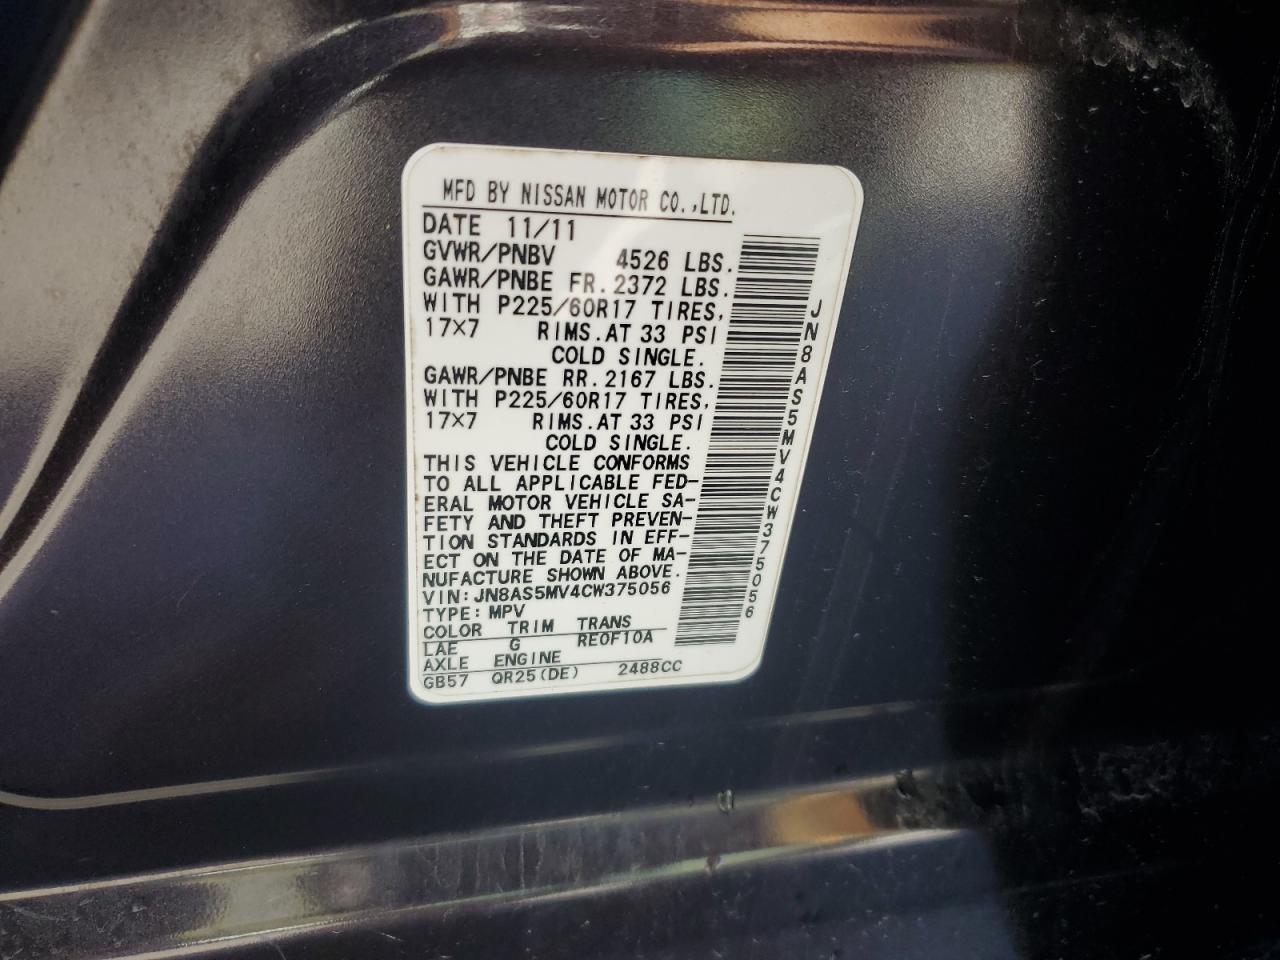 MFD BY NISSAN MOTOR CO.,LTD.
DATE 11/11
GVWR/PNBV 4526 LBS.
GAWR/PNBE FR. 2372 LBS.
WITH P225/60R17 TIRES,
17×7 RIMS.AT 33 PSI
COLD SINGLE.
GAWR/PNBE RR. 2167 LBS.
WITH P225/60R17 TIRES,
17×7 RIMS.AT 33 PSI
COLD SINGLE.
THIS VEHICLE CONFORMS
TO ALL APPLICABLE FED-
ERAL MOTOR VEHICLE SA-
FETY AND THEFT PREVEN-
TION STANDARDS IN EFF-
ECT ON THE DATE OF MA-
NUFACTURE SHOWN ABOVE.
VIN:JN8AS5MV4CW375056
TYPE:MPV
COLOR TRIM TRANS
LAE G RE0F10A
AXLE ENGINE
GB57 QR25(DE) 2488CC
JN8AS5MV4CW375056